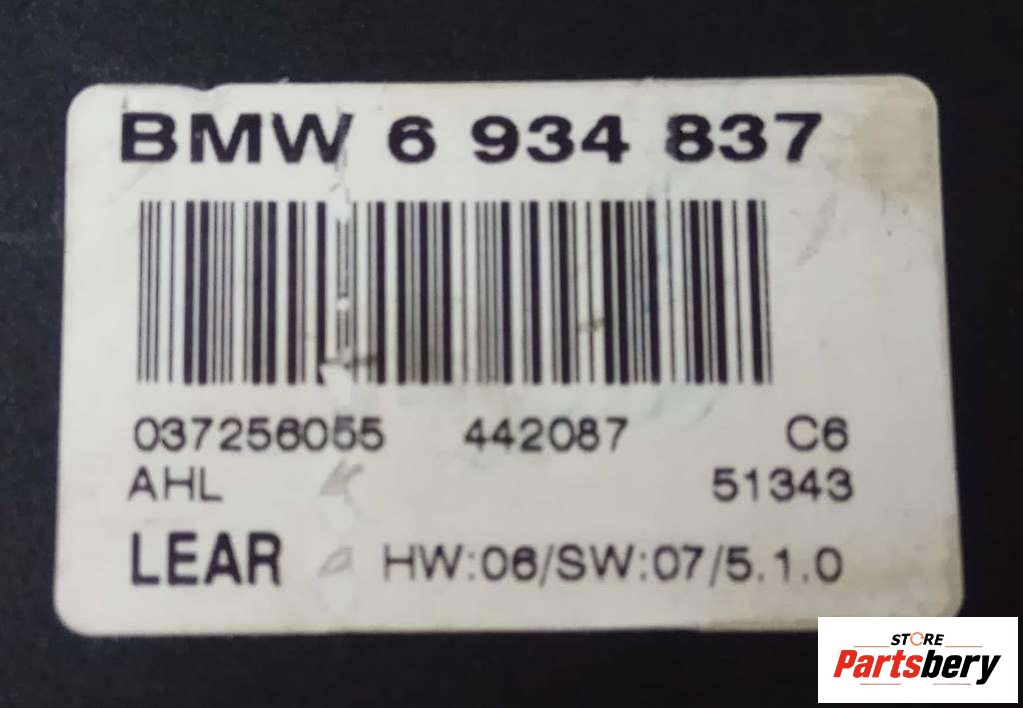 BMW 6 934 837
037256055 442087 C6
AHL 51343
LEAR HW:06/SW:07/5.1.0
STORE
Partsbery